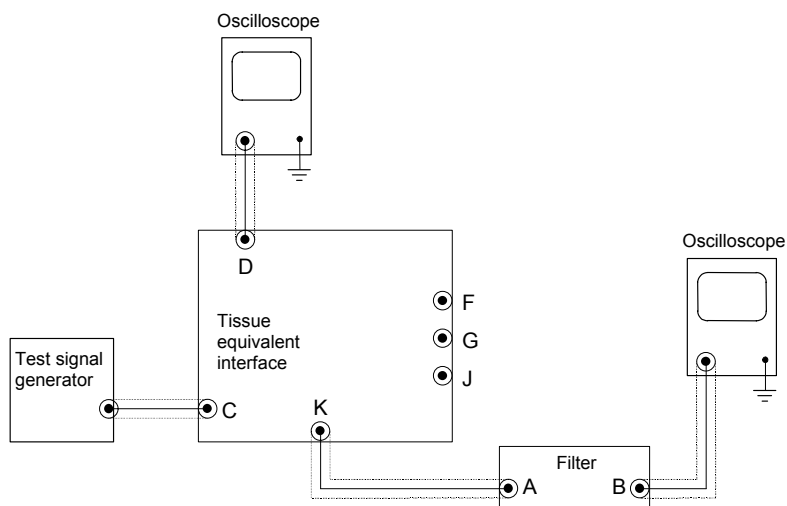 Oscilloscope
D
Oscilloscope
F
Tissue
equivalent
interface
G
Test signal
generator
J
C
K
Filter
A
B